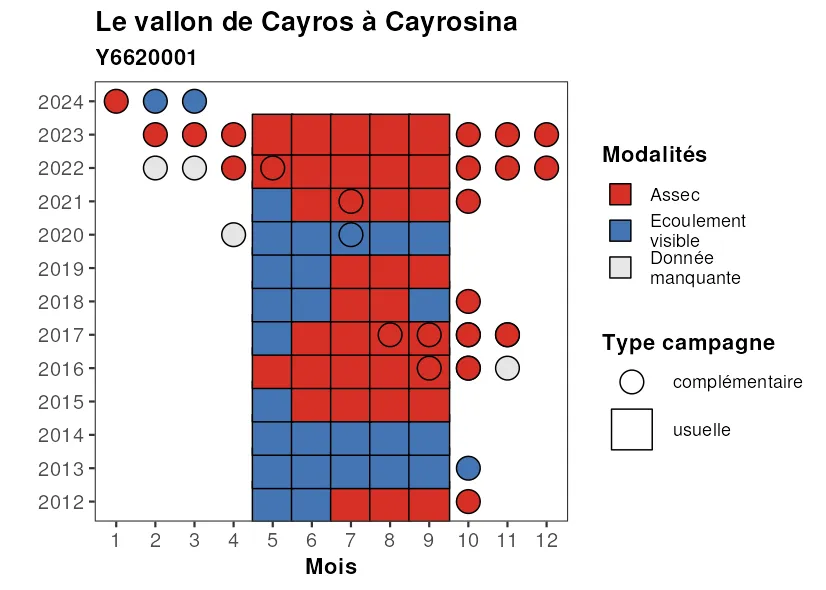 Le vallon de Cayros à Cayrosina
Y6620001
2024
2023
2022
2021
2020
2019
2018
2017
2016
2015
2014
2013
2012
1 2 3 4 5 6 7 8 9 10 11 12
Mois
Modalités
Assec
Ecoulement
visible
Donnée
manquante
Type campagne
complémentaire
usuelle